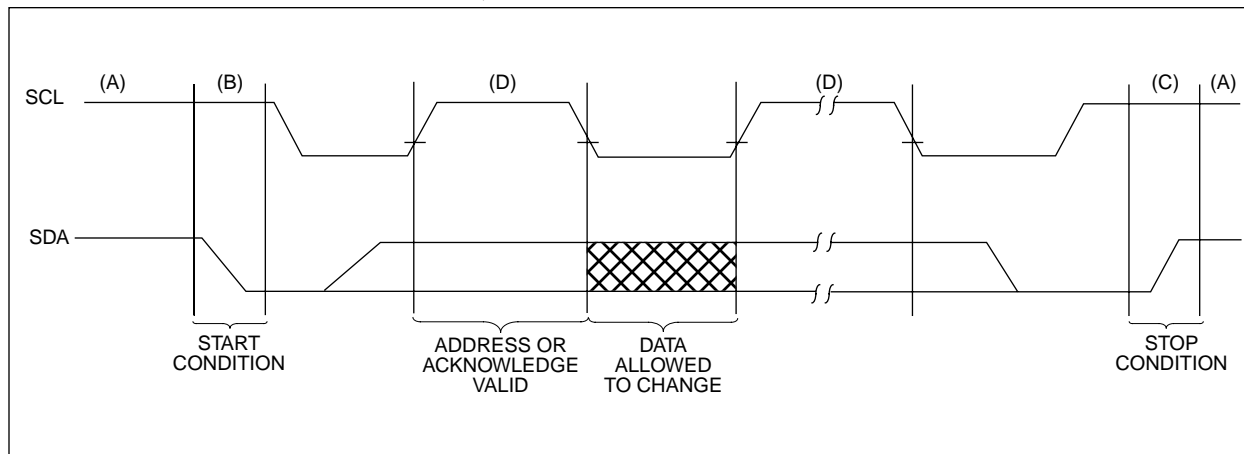 (A) (B) (D) (D) (C) (A)
SCL
SDA
START
CONDITION
ADDRESS OR
ACKNOWLEDGE
VALID
DATA
ALLOWED
TO CHANGE
STOP
CONDITION